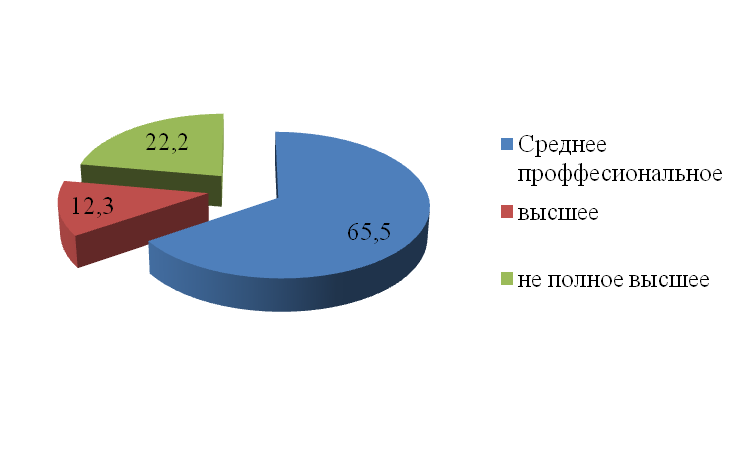 22,2
12,3
65,5
Среднее
проффесиональное
высшее
не полное высшее